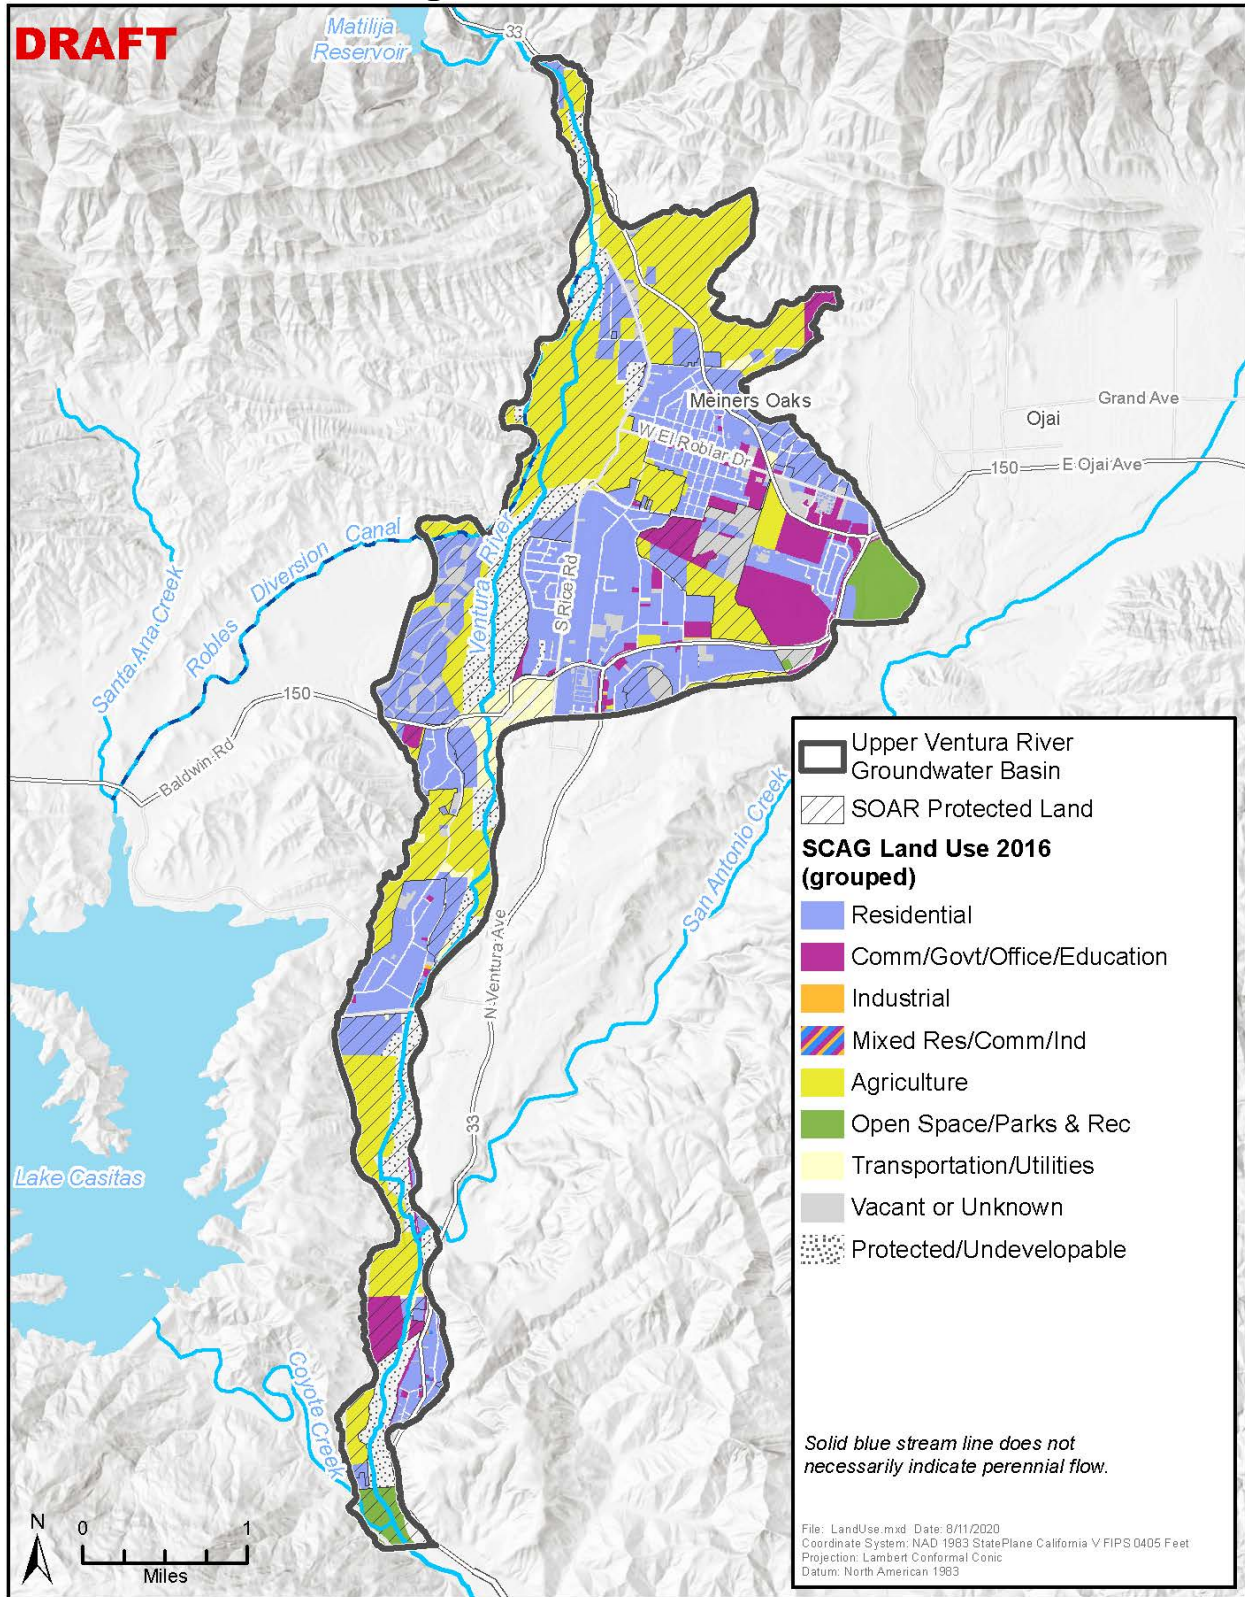 DRAFT
Matilija
Reservoir
33
Meiners Oaks
Grand Ave
Ojai
W El Roblar Dr
150
E Ojai Ave
Ventura River
Robles Diversion Canal
S Rice Rd
Santa Ana Creek
150
Baldwin Rd
San Antonio Creek
N Ventura Ave
33
Lake Casitas
Coyote Creek
Upper Ventura River
Groundwater Basin
SOAR Protected Land
SCAG Land Use 2016
(grouped)
Residential
Comm/Govt/Office/Education
Industrial
Mixed Res/Comm/Ind
Agriculture
Open Space/Parks & Rec
Transportation/Utilities
Vacant or Unknown
Protected/Undevelopable
Solid blue stream line does not
necessarily indicate perennial flow.
File: LandUse.mxd Date: 8/11/2020
Coordinate System: NAD 1983 StatePlane California V FIPS 0405 Feet
Projection: Lambert Conformal Conic
Datum: North American 1983
N
0 1
Miles